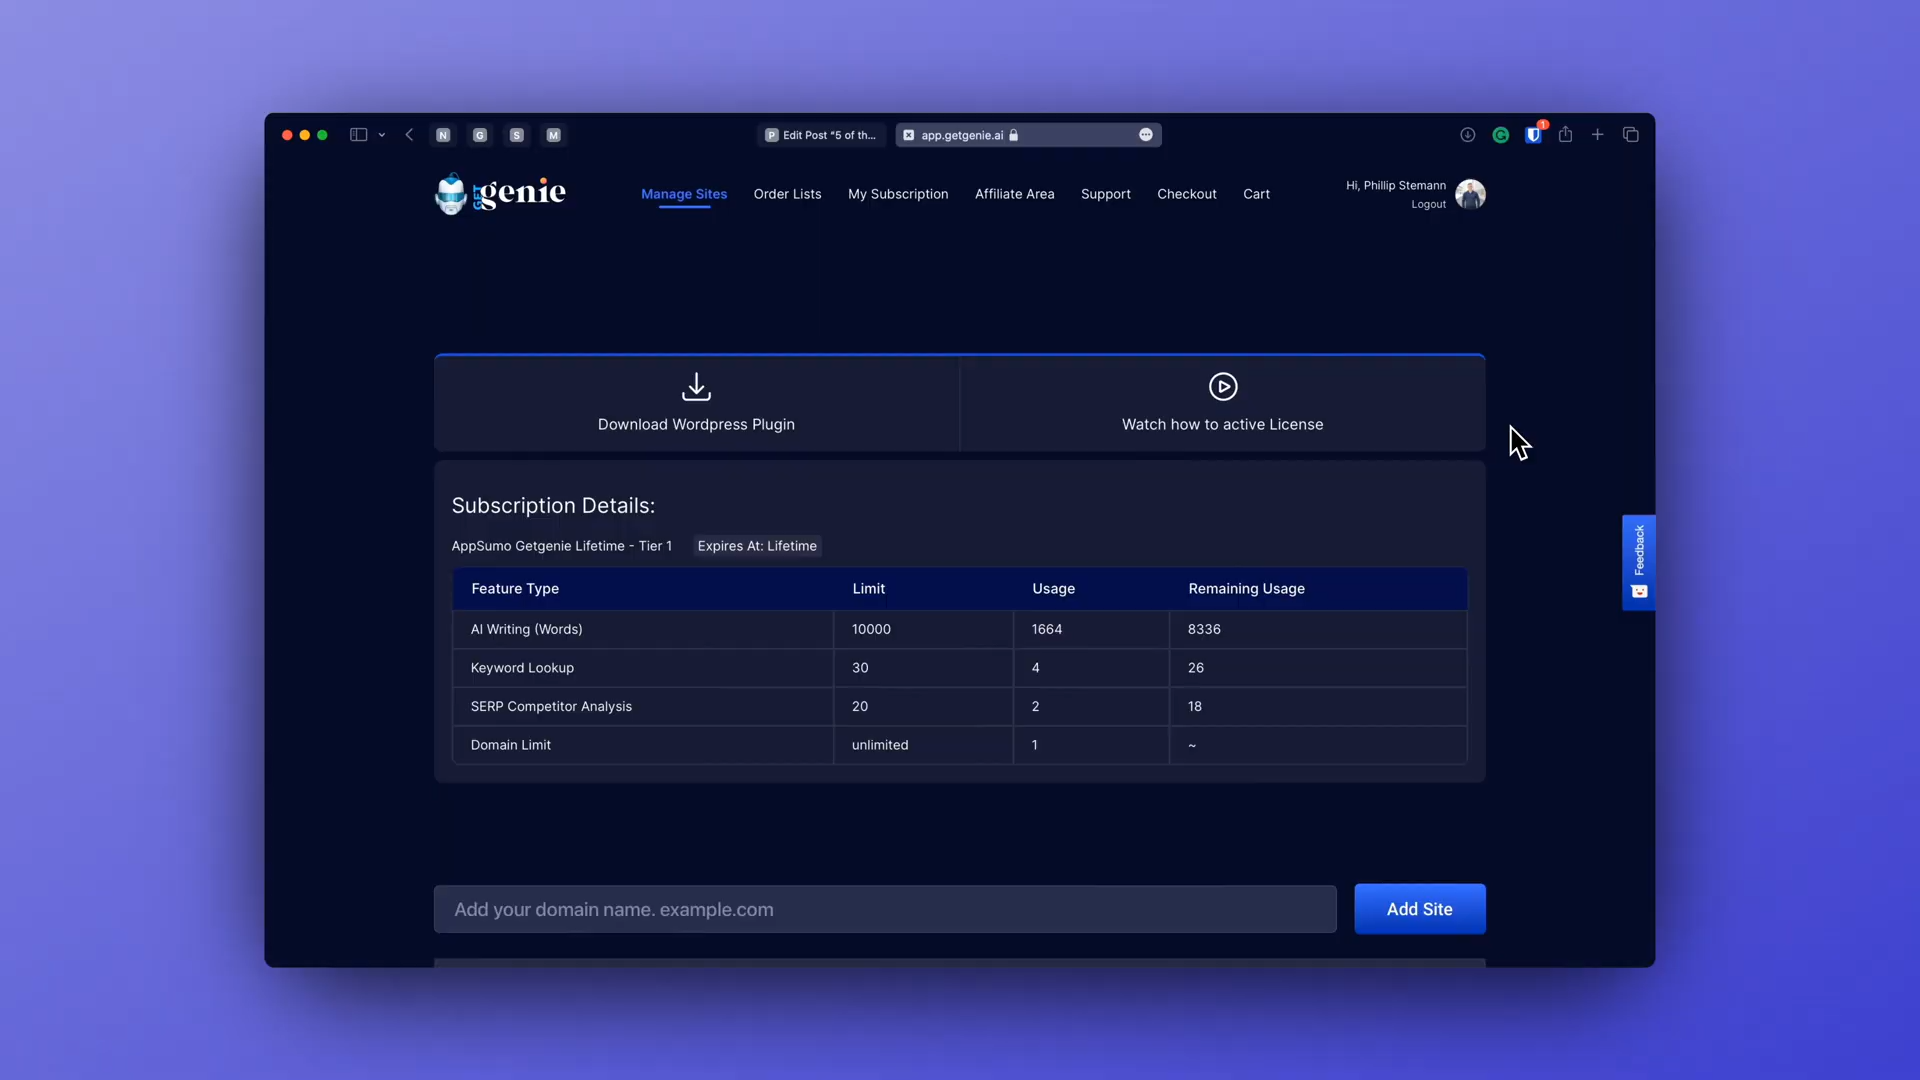 N G S M
P Edit Post “5 of th...
app.getgenie.ai
1
GET genie
Manage Sites
Order Lists
My Subscription
Affiliate Area
Support
Checkout
Cart
Hi, Phillip Stemann
Logout
Download Wordpress Plugin
Watch how to active License
Subscription Details:
AppSumo Getgenie Lifetime - Tier 1
Expires At: Lifetime
Feature Type Limit Usage Remaining Usage
AI Writing (Words) 10000 1664 8336
Keyword Lookup 30 4 26
SERP Competitor Analysis 20 2 18
Domain Limit unlimited 1 ~
Feedback
Add your domain name. example.com
Add Site